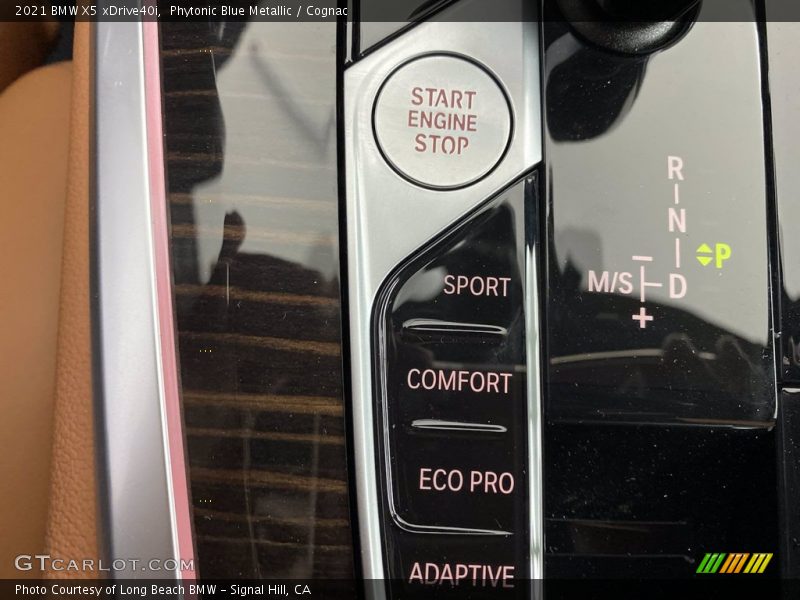 2021 BMW X5 xDrive40i, Phytonic Blue Metallic / Cognac
START
ENGINE
STOP
R
N
P
M/S
D
+
SPORT
COMFORT
ECO PRO
ADAPTIVE
GTCARLOT.COM
Photo Courtesy of Long Beach BMW - Signal Hill, CA